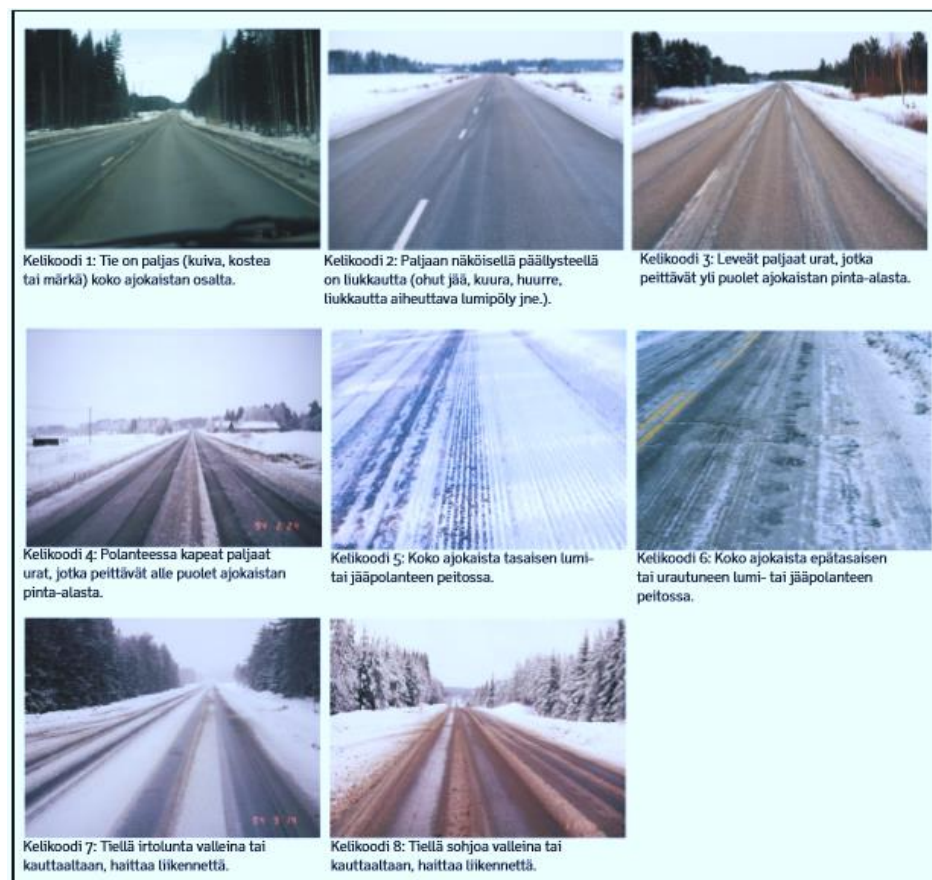 Kelikoodi 1: Tie on paljas (kuiva, kostea
tai märkä) koko ajokaistan osalta.
Kelikoodi 2: Paljaan näköisellä päällysteellä
on liukkautta (ohut jää, kuura, huurre,
liukkautta aiheuttava lumipöly jne.).
Kelikoodi 3: Leveät paljaat urat, jotka
peittävät yli puolet ajokaistan pinta-alasta.
94 2 24
Kelikoodi 4: Polanteessa kapeat paljaat
urat, jotka peittävät alle puolet ajokaistan
pinta-alasta.
Kelikoodi 5: Koko ajokaista tasaisen lumi-
tai jääpolanteen peitossa.
Kelikoodi 6: Koko ajokaista epätasaisen
tai urautuneen lumi- tai jääpolanteen
peitossa.
Kelikoodi 7: Tiellä irtolunta valleina tai
kauttaaltaan, haittaa liikennettä.
Kelikoodi 8: Tiellä sohjoa valleina tai
kauttaaltaan, haittaa liikennettä.